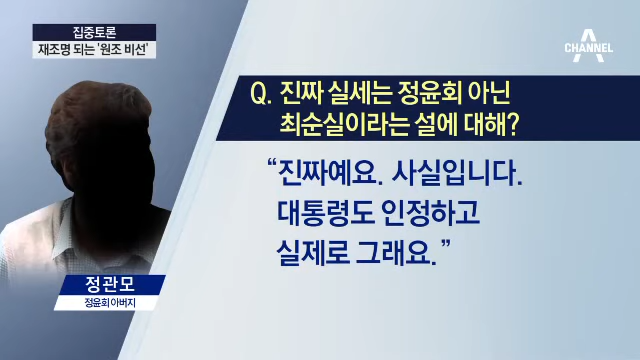 집중토론
재조명 되는 '원조 비선'
CHANNEL
Q. 진짜 실세는 정윤회 아닌
최순실이라는 설에 대해?
“진짜예요. 사실입니다.
대통령도 인정하고
실제로 그래요.”
정관모
정윤회 아버지